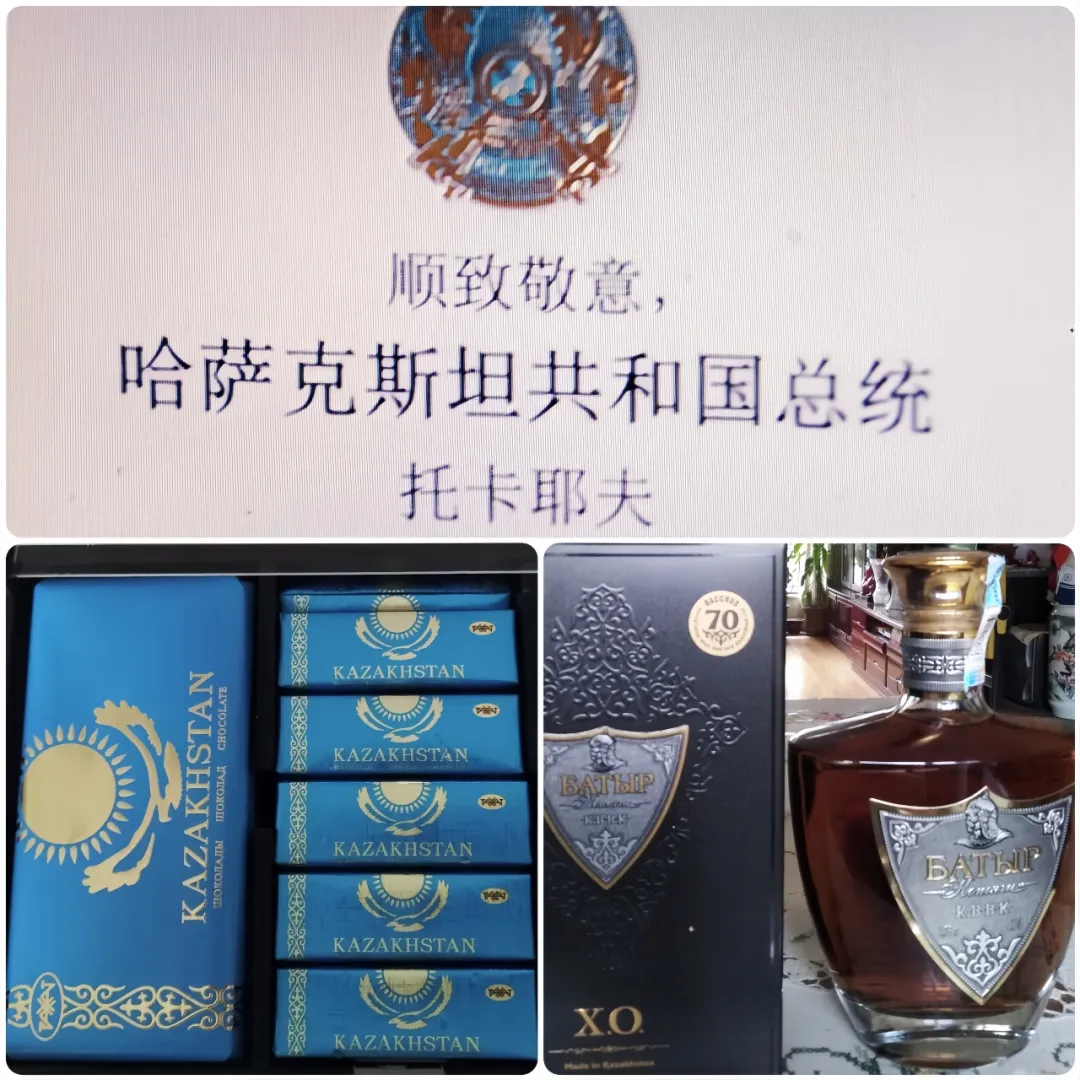 顺致敬意,
哈萨克斯坦共和国总统
托卡耶夫
KAZAKHSTAN
ШОКОЛАДЫ ШОКОЛАД CHOCOLATE
KAZAKHSTAN
KAZAKHSTAN
KAZAKHSTAN
KAZAKHSTAN
KAZAKHSTAN
70
БАТЫР
X.O.
Made in Kazakhstan
БАТЫР